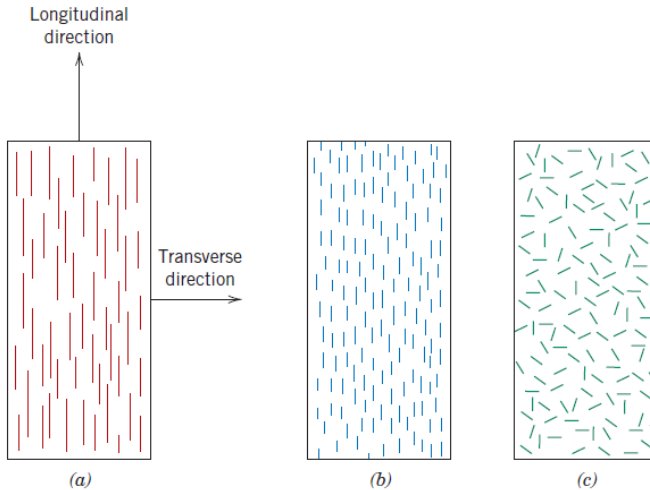 Longitudinal
direction
Transverse
direction
(a)
(b)
(c)